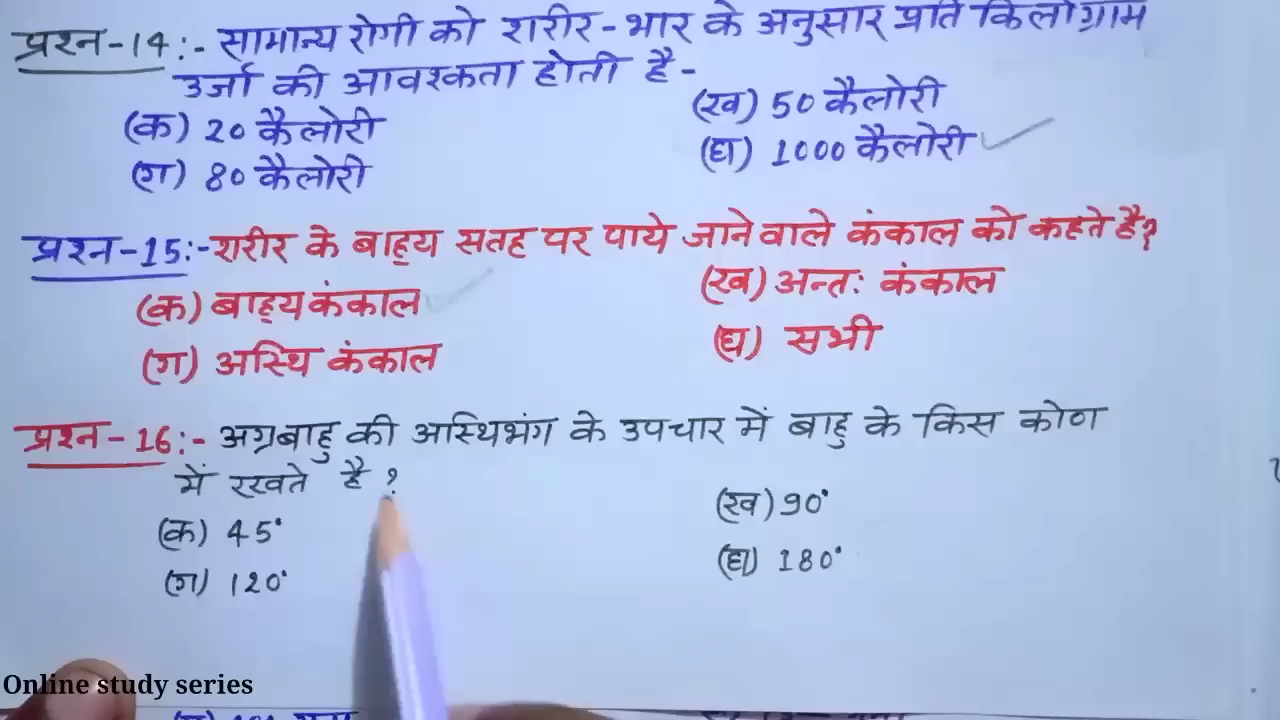 प्रश्न-14:- सामान्य रोगी को शरीर-भार के अनुसार प्रति किलोग्राम
उर्जा की आवश्कता होती है-
(क) 20 कैलोरी (ख) 50 कैलोरी
(ग) 80 कैलोरी (घ) 1000 कैलोरी
प्रश्न-15:- शरीर के बाह्य सतह पर पाये जाने वाले कंकाल को कहते है?
(क) बाह्य कंकाल (ख) अन्तः कंकाल
(ग) अस्थि कंकाल (घ) सभी
प्रश्न-16:- अग्रबाहु की अस्थिभंग के उपचार में बाहु के किस कोण
में रखते है?
(क) 45° (ख) 90°
(ग) 120° (घ) 180°
Online study series